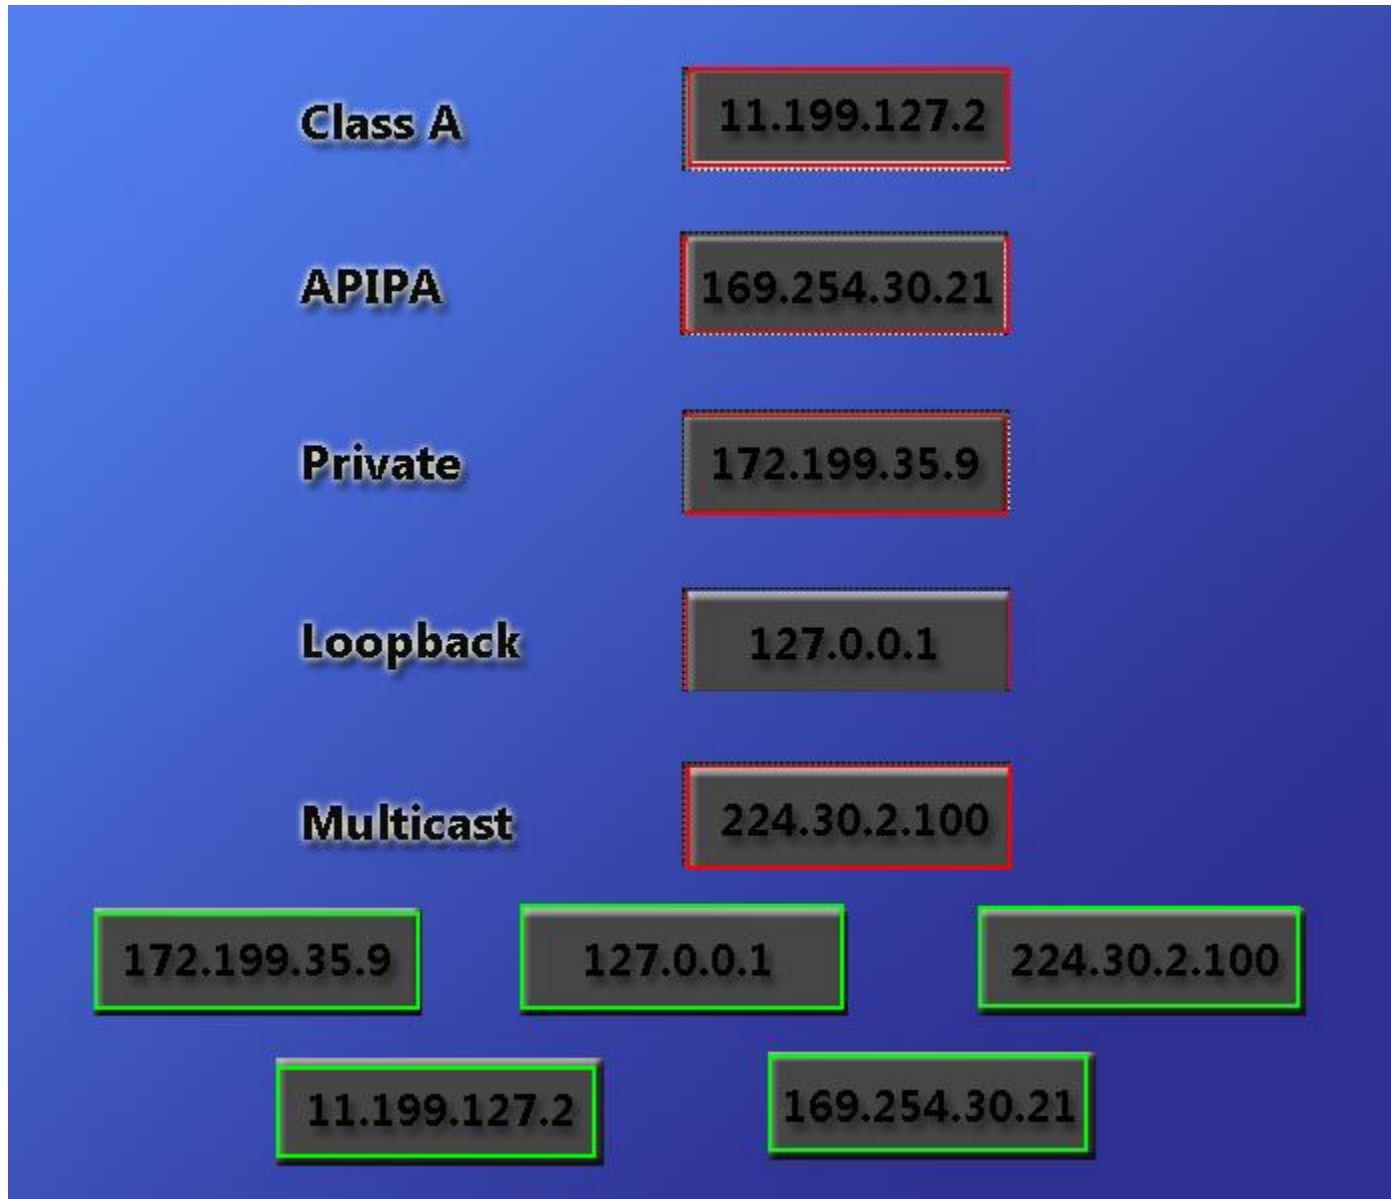 Class A 11.199.127.2
APIPA 169.254.30.21
Private 172.199.35.9
Loopback 127.0.0.1
Multicast 224.30.2.100
172.199.35.9 127.0.0.1 224.30.2.100
11.199.127.2 169.254.30.21